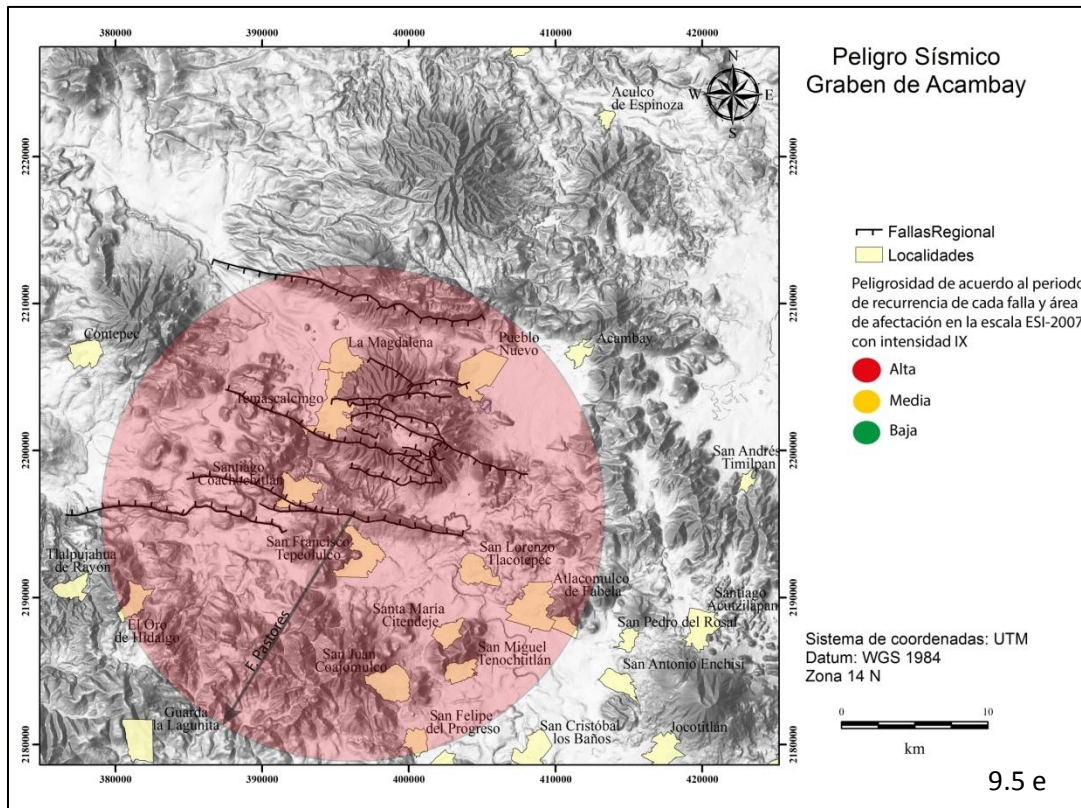 380000
390000
400000
410000
420000
Peligro Sísmico
Graben de Acambay
N
W
E
S
Aculco
de Espinoza
2220000
2220000
FallasRegional
Localidades
Peligrosidad de acuerdo al periodo
de recurrencia de cada falla y área
de afectación en la escala ESI-2007
con intensidad IX
Alta
Media
Baja
2210000
2210000
Contepec
La Magdalena
Pueblo
Nuevo
Acambay
Temascalcingo
2200000
2200000
San Andrés
Timilpan
Santiago
Coachochitlán
San Francisco
Tepeolulco
San Lorenzo
Tlacotepec
Tlalpujahua
de Rayón
Atlacomulco
de Fabela
2190000
2190000
Santiago
Acutzilapan
El Oro
de Hidalgo
Santa María
Citendeje
San Pedro del Rosal
F. Pastores
San Juan
Coajomulco
San Miguel
Tenochtitlán
San Antonio Enchisi
Guarda
la Lagunita
San Felipe
del Progreso
San Cristóbal
los Baños
Jocotitlán
2180000
2180000
Sistema de coordenadas: UTM
Datum: WGS 1984
Zona 14 N
0
10
km
380000
390000
400000
410000
420000
9.5 e